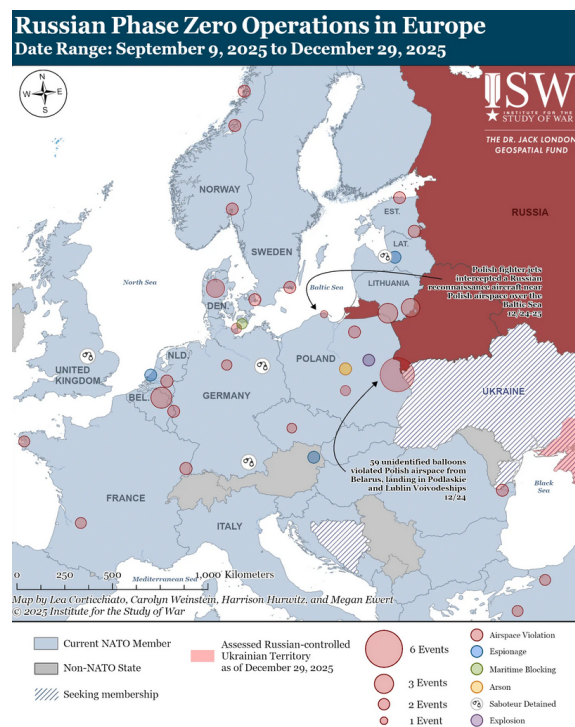 Russian Phase Zero Operations in Europe
Date Range: September 9, 2025 to December 29, 2025
N
W E
S
ISW
INSTITUTE FOR THE
STUDY OF WAR
THE DR. JACK LONDON
GEOSPATIAL FUND
NORWAY
EST.
RUSSIA
SWEDEN
LAT.
North Sea
Baltic Sea
LITHUANIA
Polish fighter jets
intercepted a Russian
reconnaissance aircraft near
Polish airspace over the
Baltic Sea
12/24-25
DEN.
UNITED
KINGDOM
NLD.
POLAND
BEL.
GERMANY
UKRAINE
59 unidentified balloons
violated Polish airspace from
Belarus, landing in Podlaskie
and Lublin Voivodeships
12/24
FRANCE
ITALY
Black
Sea
Mediterranean Sea
0 250 500 1,000 Kilometers
Map by Lea Corticchiato, Carolyn Weinstein, Harrison Hurwitz, and Megan Ewert
© 2025 Institute for the Study of War
Current NATO Member
Non-NATO State
Seeking membership
Assessed Russian-controlled
Ukrainian Territory
as of December 29, 2025
6 Events
3 Events
2 Events
1 Event
Airspace Violation
Espionage
Maritime Blocking
Arson
Saboteur Detained
Explosion